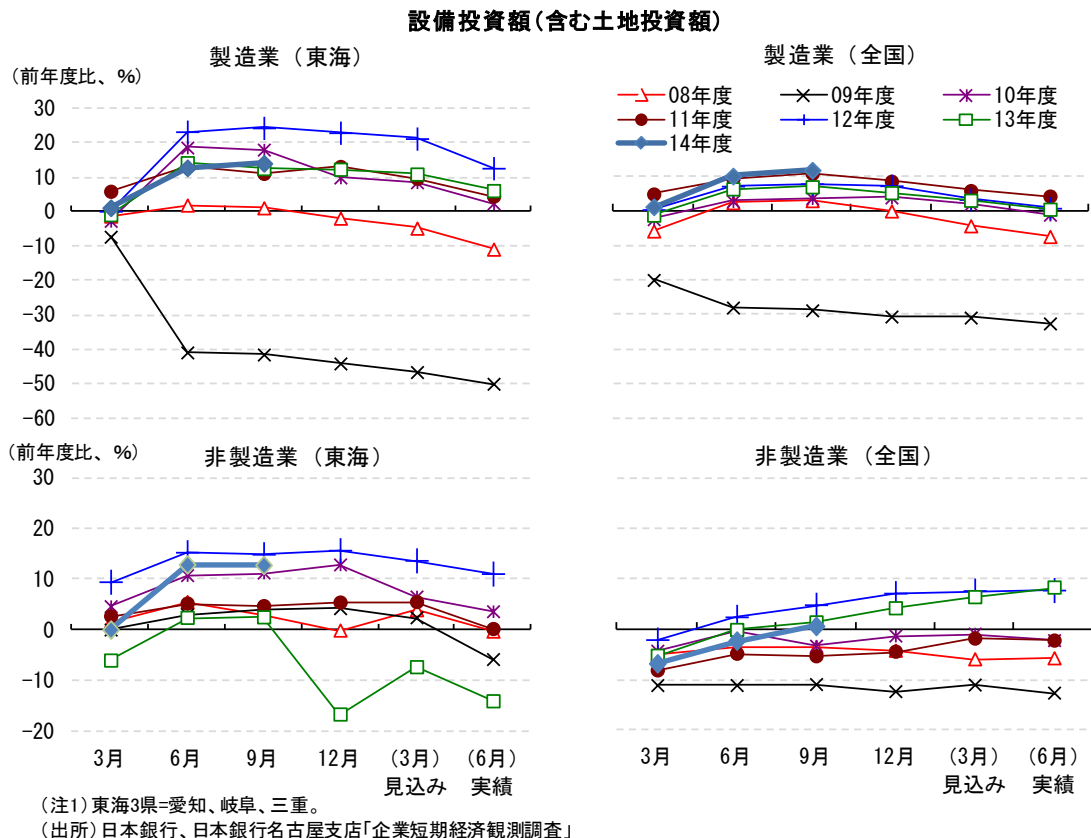 設備投資額(含む土地投資額)
製造業(東海)
(前年度比、%)
30
20
10
0
-10
-20
-30
-40
-50
-60
製造業(全国)
08年度
09年度
10年度
11年度
12年度
13年度
14年度
(前年度比、%)
非製造業(東海)
30
20
10
0
-10
-20
3月
6月
9月
12月
(3月)
見込み
(6月)
実績
非製造業(全国)
3月
6月
9月
12月
(3月)
見込み
(6月)
実績
(注1)東海3県=愛知、岐阜、三重。
(出所)日本銀行、日本銀行名古屋支店「企業短期経済観測調査」